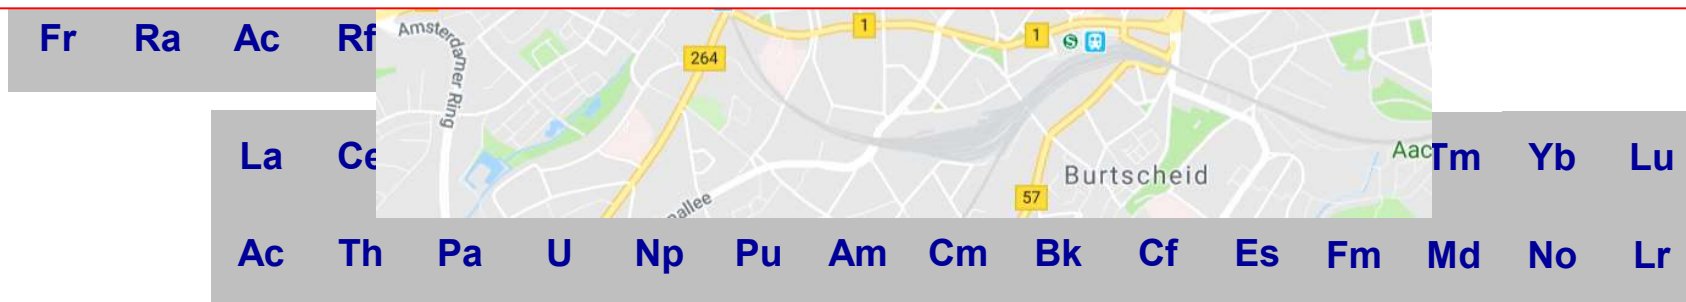 Fr Ra Ac Rf
Amsterdamer Ring
1
1
S
264
La Ce
Aac
Tm Yb Lu
Burtscheid
57
allee
Ac Th Pa U Np Pu Am Cm Bk Cf Es Fm Md No Lr